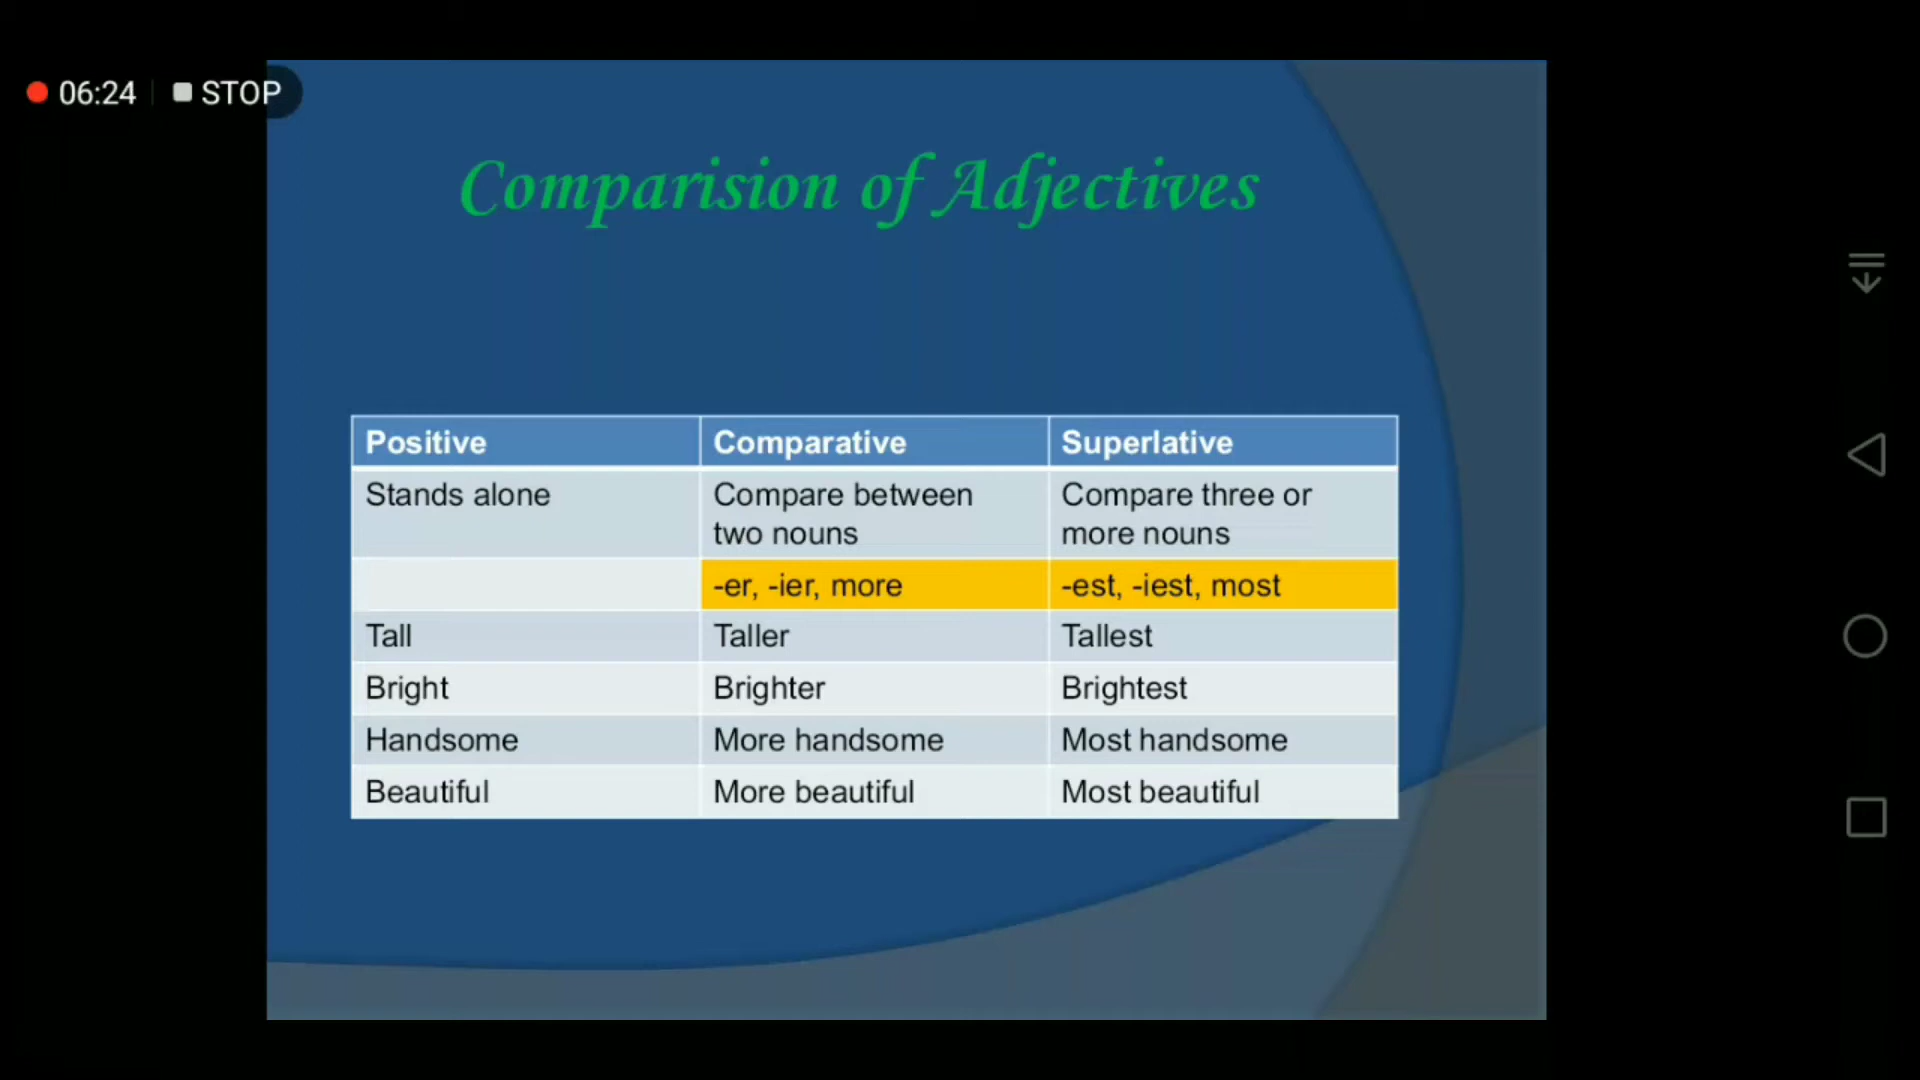 06:24 STOP
Comparision of Adjectives
Positive Comparative Superlative
Stands alone Compare between two nouns Compare three or more nouns
-er, -ier, more -est, -iest, most
Tall Taller Tallest
Bright Brighter Brightest
Handsome More handsome Most handsome
Beautiful More beautiful Most beautiful